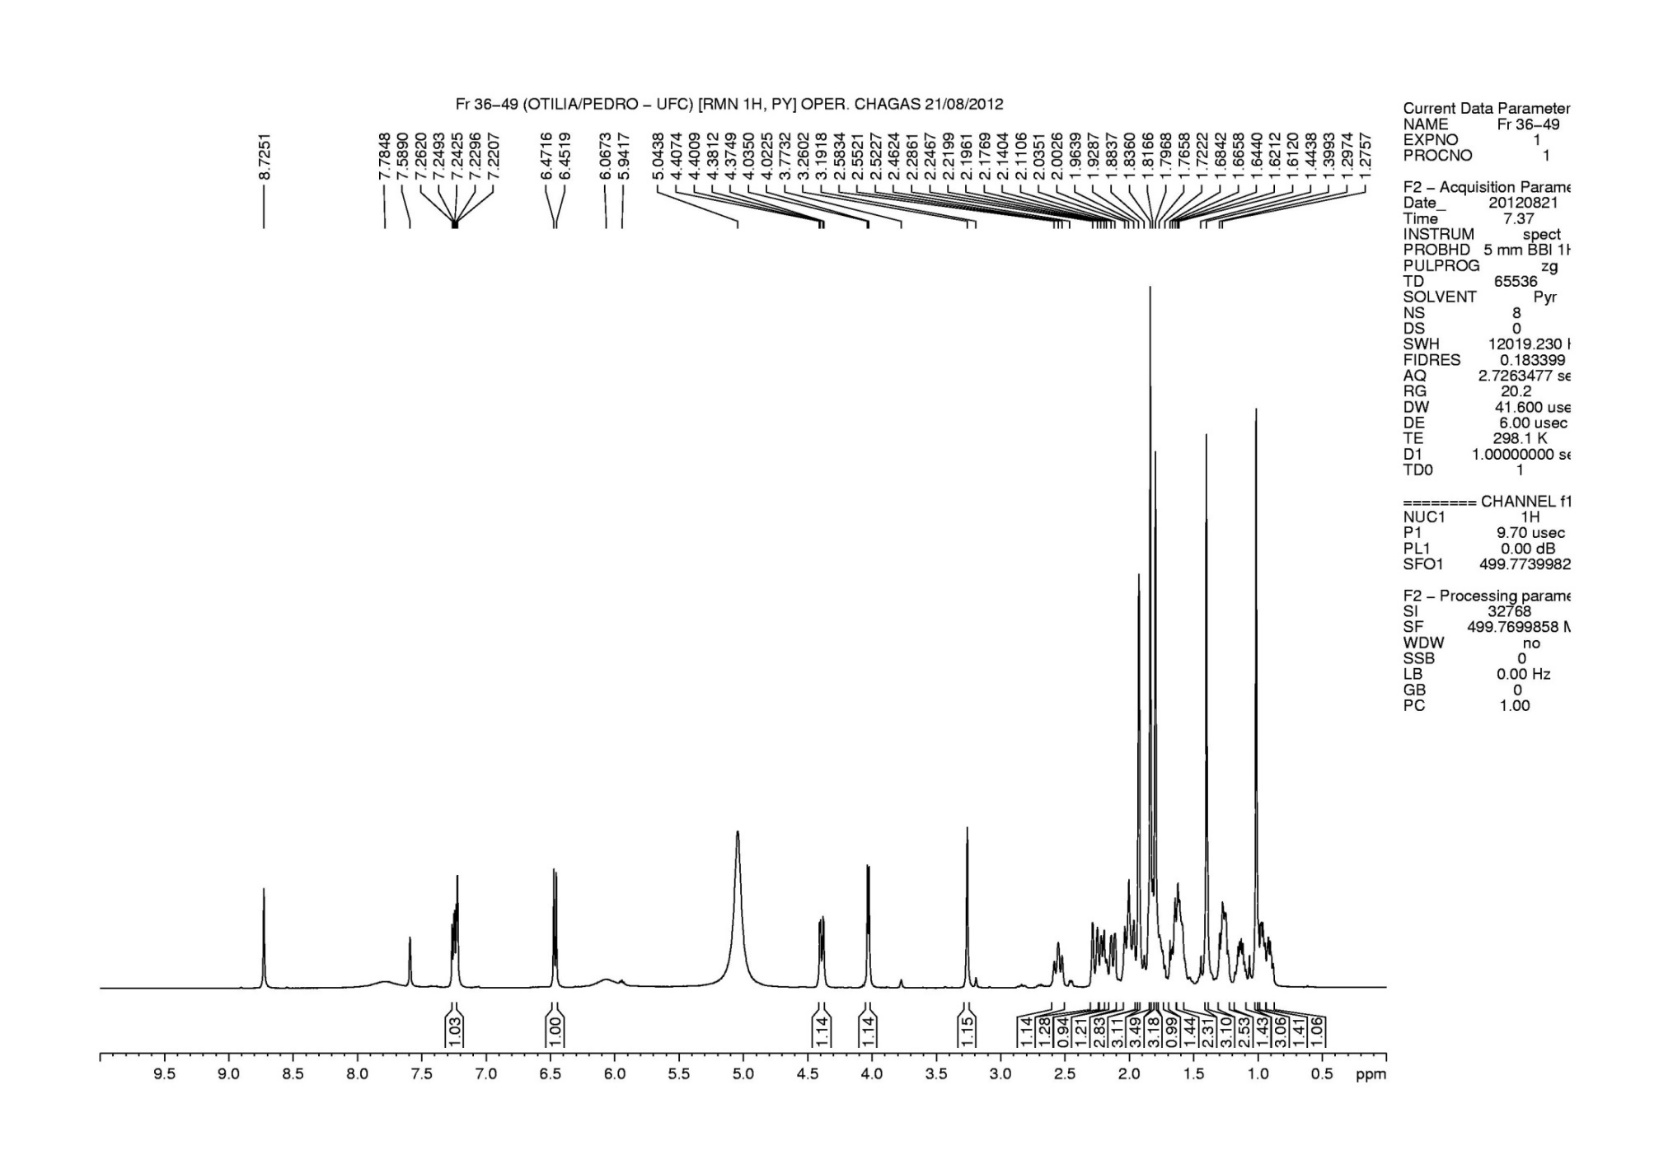 Fr 36–49 (OTILIA/PEDRO – UFC) [RMN 1H, PY] OPER. CHAGAS 21/08/2012
8.7251
7.7848
7.5890
7.2620
7.2493
7.2425
7.2296
7.2207
6.4716
6.4519
6.0673
5.9417
5.0438
4.4074
4.4009
4.3812
4.3749
4.0350
4.0225
3.7732
3.2602
3.1918
2.5834
2.5521
2.5227
2.4624
2.2861
2.2467
2.2199
2.1961
2.1769
2.1404
2.1106
2.0351
2.0026
1.9639
1.9287
1.8837
1.8360
1.8166
1.7968
1.7658
1.7222
1.6842
1.6658
1.6440
1.6212
1.6120
1.4438
1.3993
1.2974
1.2757
Current Data Parameter
NAME Fr 36–49
EXPNO 1
PROCNO 1
F2 – Acquisition Parame
Date_ 20120821
Time 7.37
INSTRUM spect
PROBHD 5 mm BBI 1H
PULPROG zg
TD 65536
SOLVENT Pyr
NS 8
DS 0
SWH 12019.230 H
FIDRES 0.183399
AQ 2.7263477 se
RG 20.2
DW 41.600 use
DE 6.00 usec
TE 298.1 K
D1 1.00000000 se
TD0 1
======== CHANNEL f1
NUC1 1H
P1 9.70 usec
PL1 0.00 dB
SFO1 499.7739982
F2 – Processing parame
SI 32768
SF 499.7699858 M
WDW no
SSB 0
LB 0.00 Hz
GB 0
PC 1.00
1.03
1.00
1.14
1.14
1.15
1.14
1.28
0.94
1.21
2.83
3.11
3.49
3.18
0.99
1.44
2.31
3.10
2.53
1.43
3.06
1.41
1.06
9.5 9.0 8.5 8.0 7.5 7.0 6.5 6.0 5.5 5.0 4.5 4.0 3.5 3.0 2.5 2.0 1.5 1.0 0.5 ppm